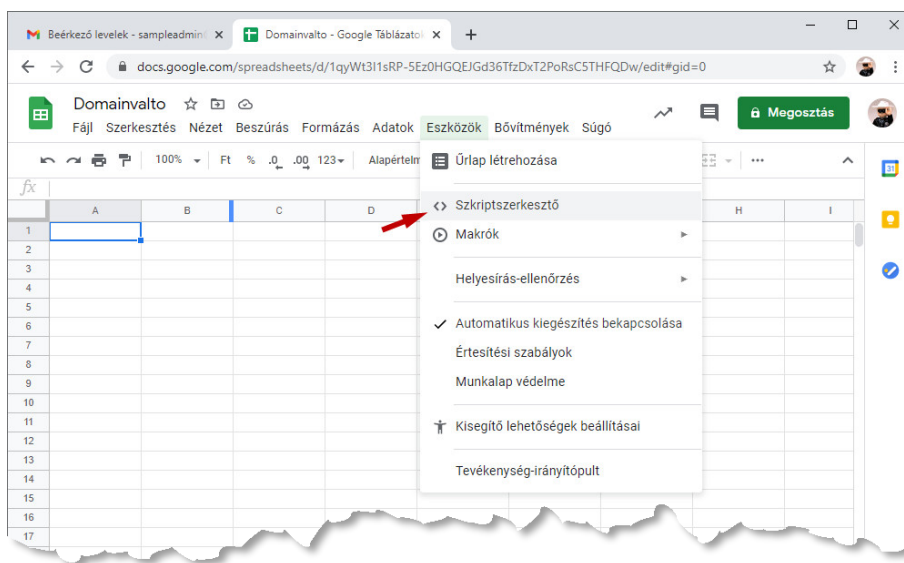 Beérkező levelek - sampleadmin
Domainvalto - Google Táblázato
docs.google.com/spreadsheets/d/1qyWt3I1sRP-5Ez0HGQEJGd36TfzDxT2PoRsC5THFQDw/edit#gid=0
Domainvalto
Fájl Szerkesztés Nézet Beszúrás Formázás Adatok Eszközök Bővítmények Súgó
Megosztás
100% Ft % .0 .00 123 Alapértelm
31
fx
A B C D H I
1
2
3
4
5
6
7
8
9
10
11
12
13
14
15
16
17
Űrlap létrehozása
Szkriptszerkesztő
Makrók
Helyesírás-ellenőrzés
Automatikus kiegészítés bekapcsolása
Értesítési szabályok
Munkalap védelme
Kisegítő lehetőségek beállításai
Tevékenység-irányítópult